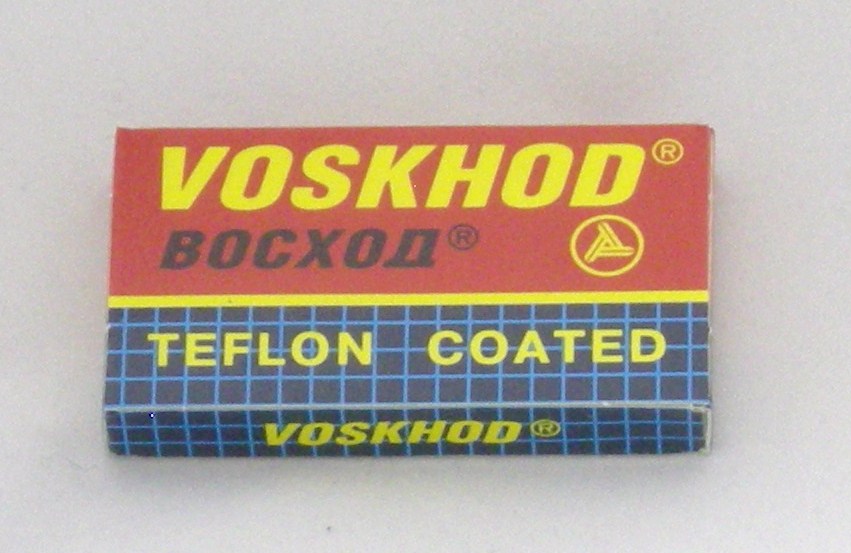 VOSKHOD®
ВОСХОД®
TEFLON COATED
VOSKHOD®